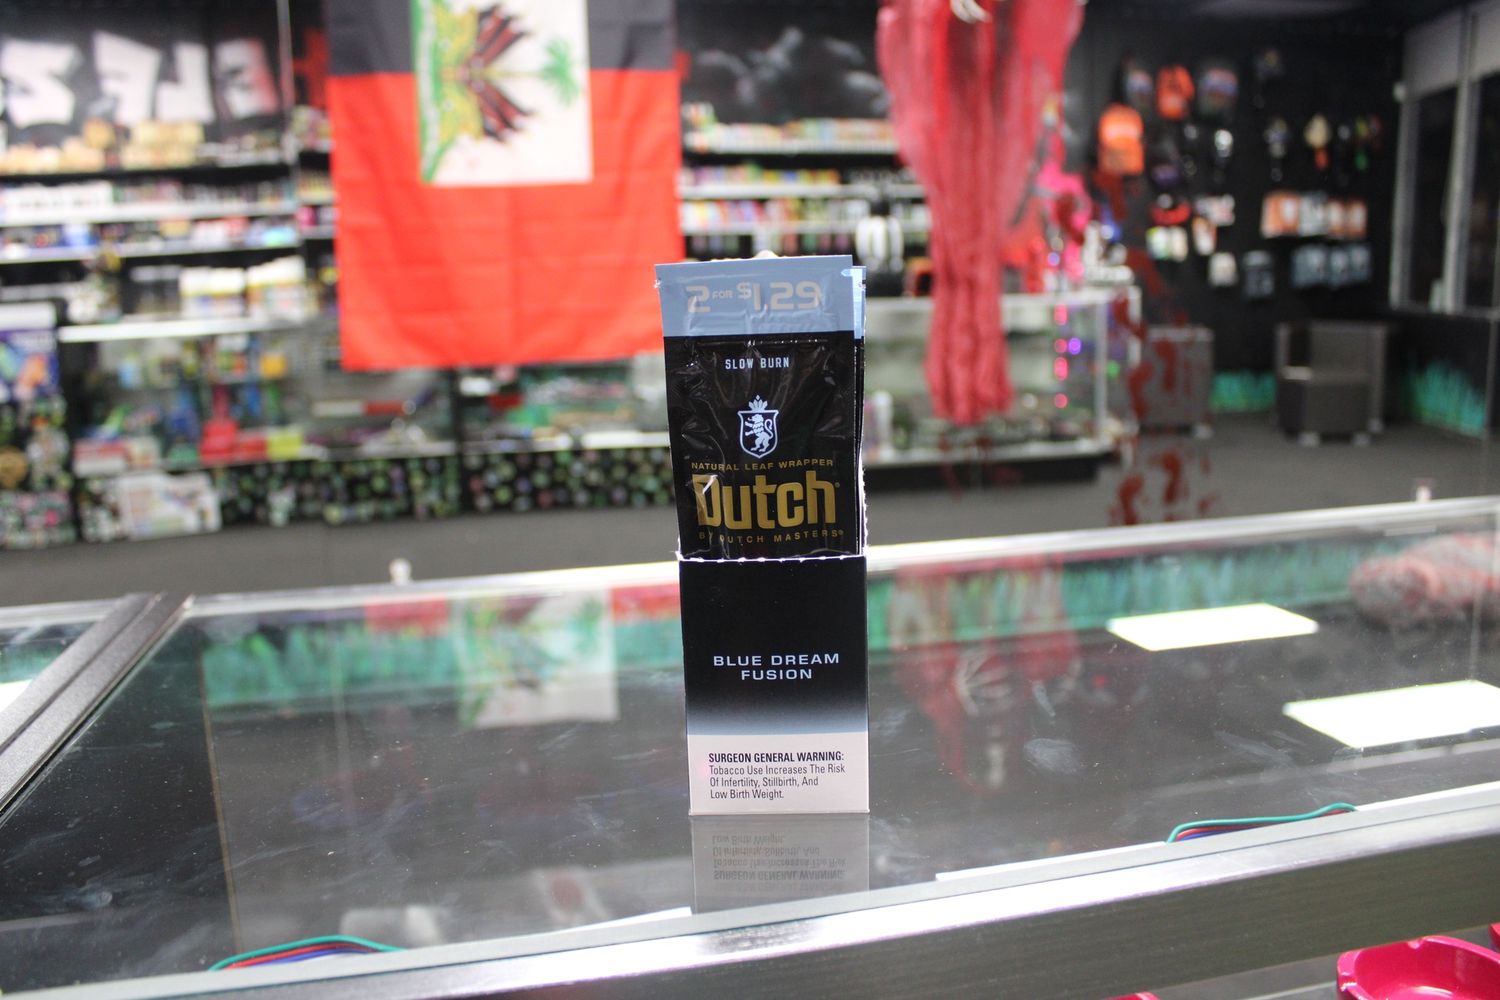 2 FOR $1.29
SLOW BURN
NATURAL LEAF WRAPPER
Dutch®
BY DUTCH MASTERS®
BLUE DREAM
FUSION
SURGEON GENERAL WARNING:
Tobacco Use Increases The Risk
Of Infertility, Stillbirth, And
Low Birth Weight.